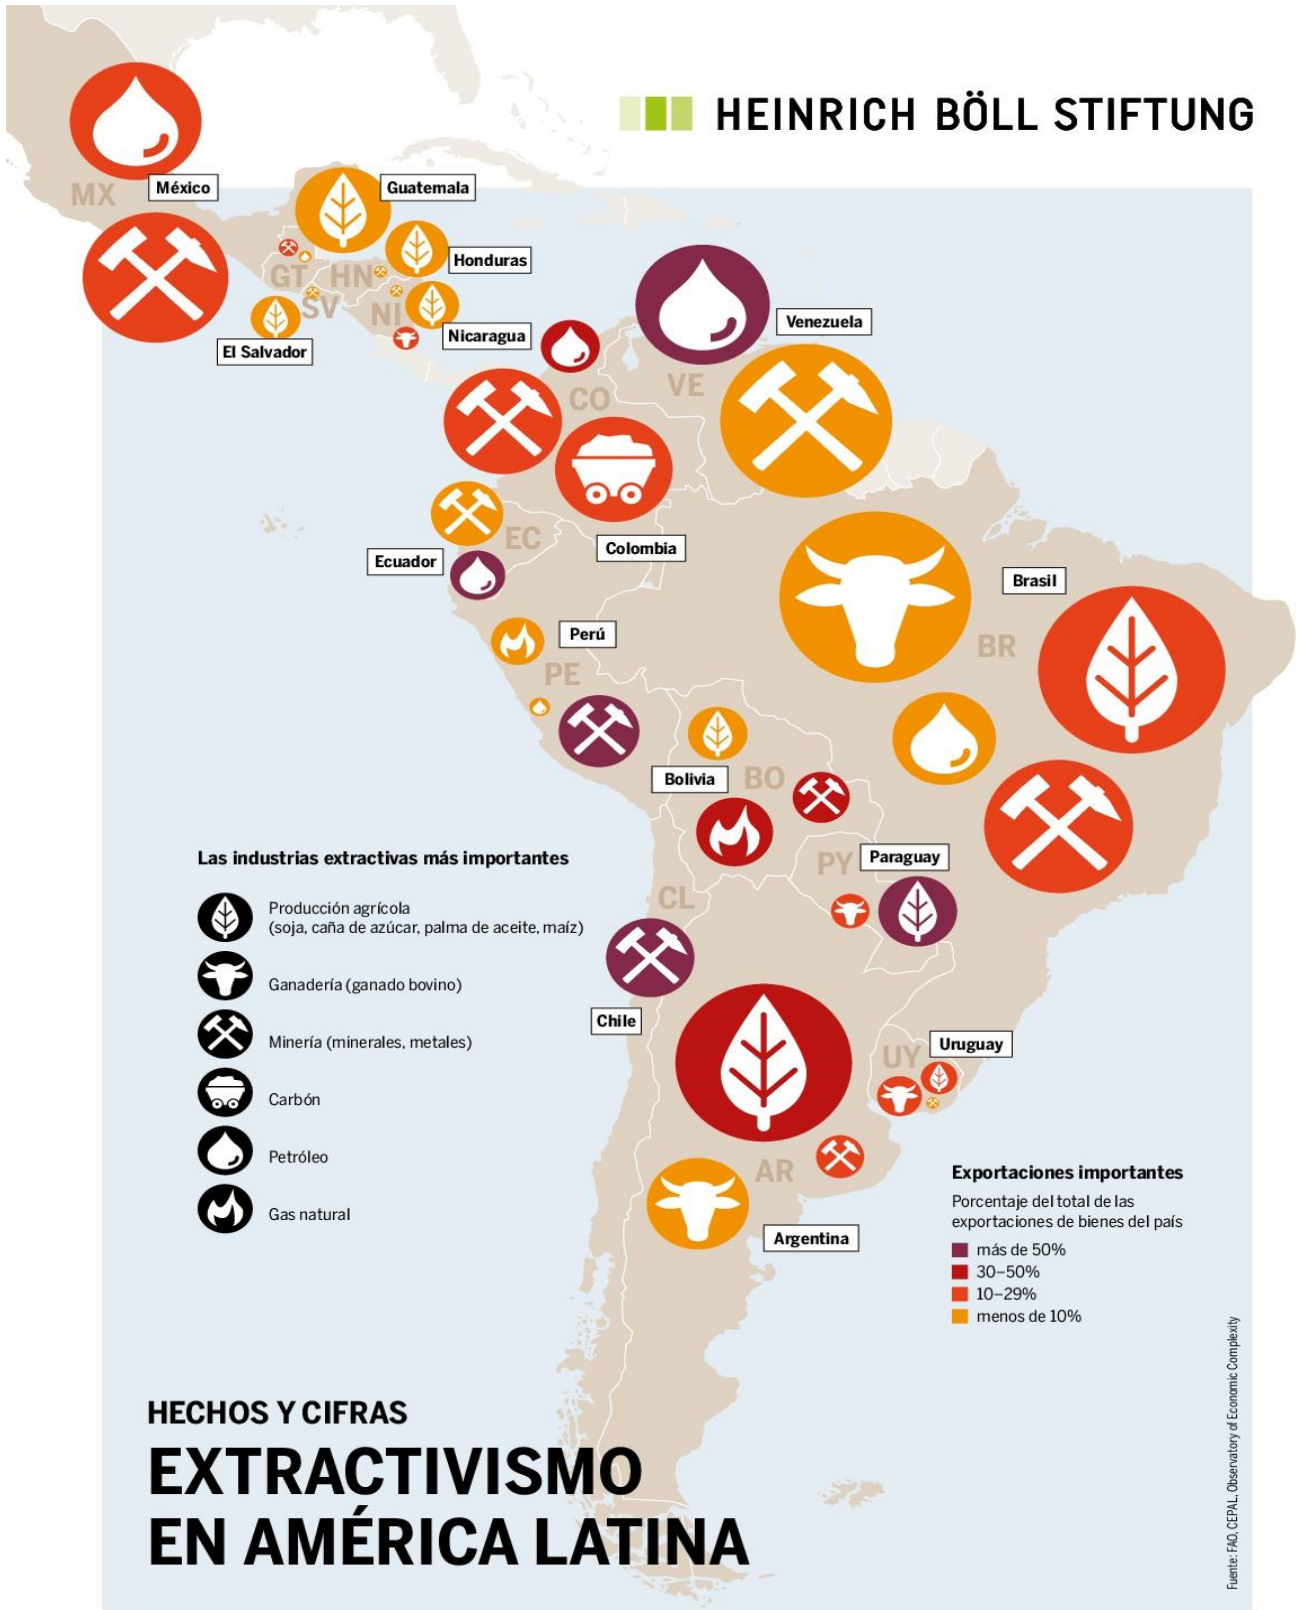 HEINRICH BÖLL STIFTUNG
MX
México
Guatemala
Honduras
GT
HN
SV
NI
El Salvador
Nicaragua
Venezuela
CO
VE
EC
Ecuador
Colombia
Brasil
BR
Perú
PE
Bolivia
BO
PY
Paraguay
CL
Chile
UY
Uruguay
AR
Argentina
Las industrias extractivas más importantes
Producción agrícola
(soja, caña de azúcar, palma de aceite, maíz)
Ganadería (ganado bovino)
Minería (minerales, metales)
Carbón
Petróleo
Gas natural
Exportaciones importantes
Porcentaje del total de las
exportaciones de bienes del país
más de 50%
30–50%
10–29%
menos de 10%
HECHOS Y CIFRAS
EXTRACTIVISMO
EN AMÉRICA LATINA
Fuente: FAO, CEPAL, Observatory of Economic Complexity